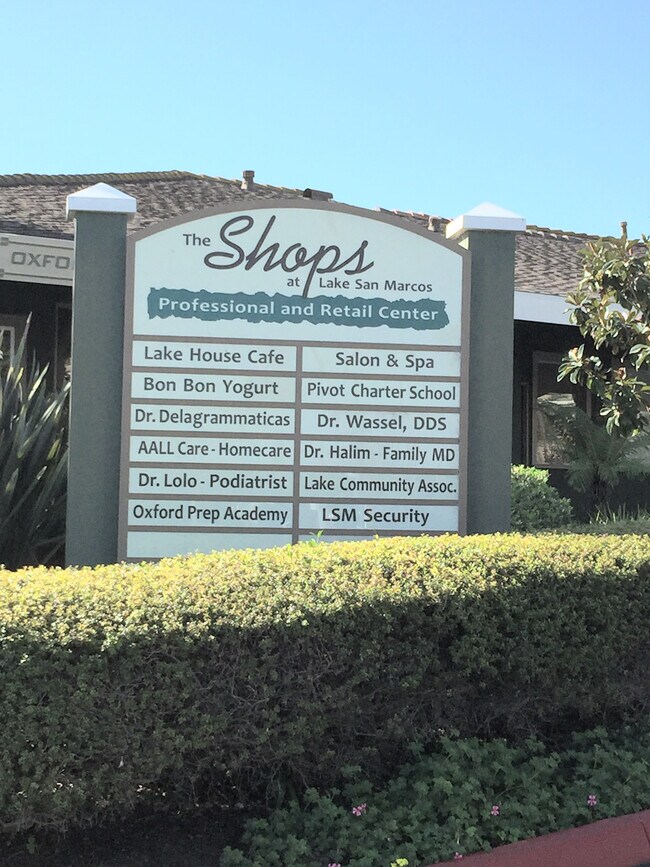 The Shops
at Lake San Marcos
Professional and Retail Center
Lake House Cafe
Salon & Spa
Bon Bon Yogurt
Pivot Charter School
Dr. Delagrammaticas
Dr. Wassel, DDS
AALL Care - Homecare
Dr. Halim - Family MD
Dr. Lolo - Podiatrist
Lake Community Assoc.
Oxford Prep Academy
LSM Security
OXFO